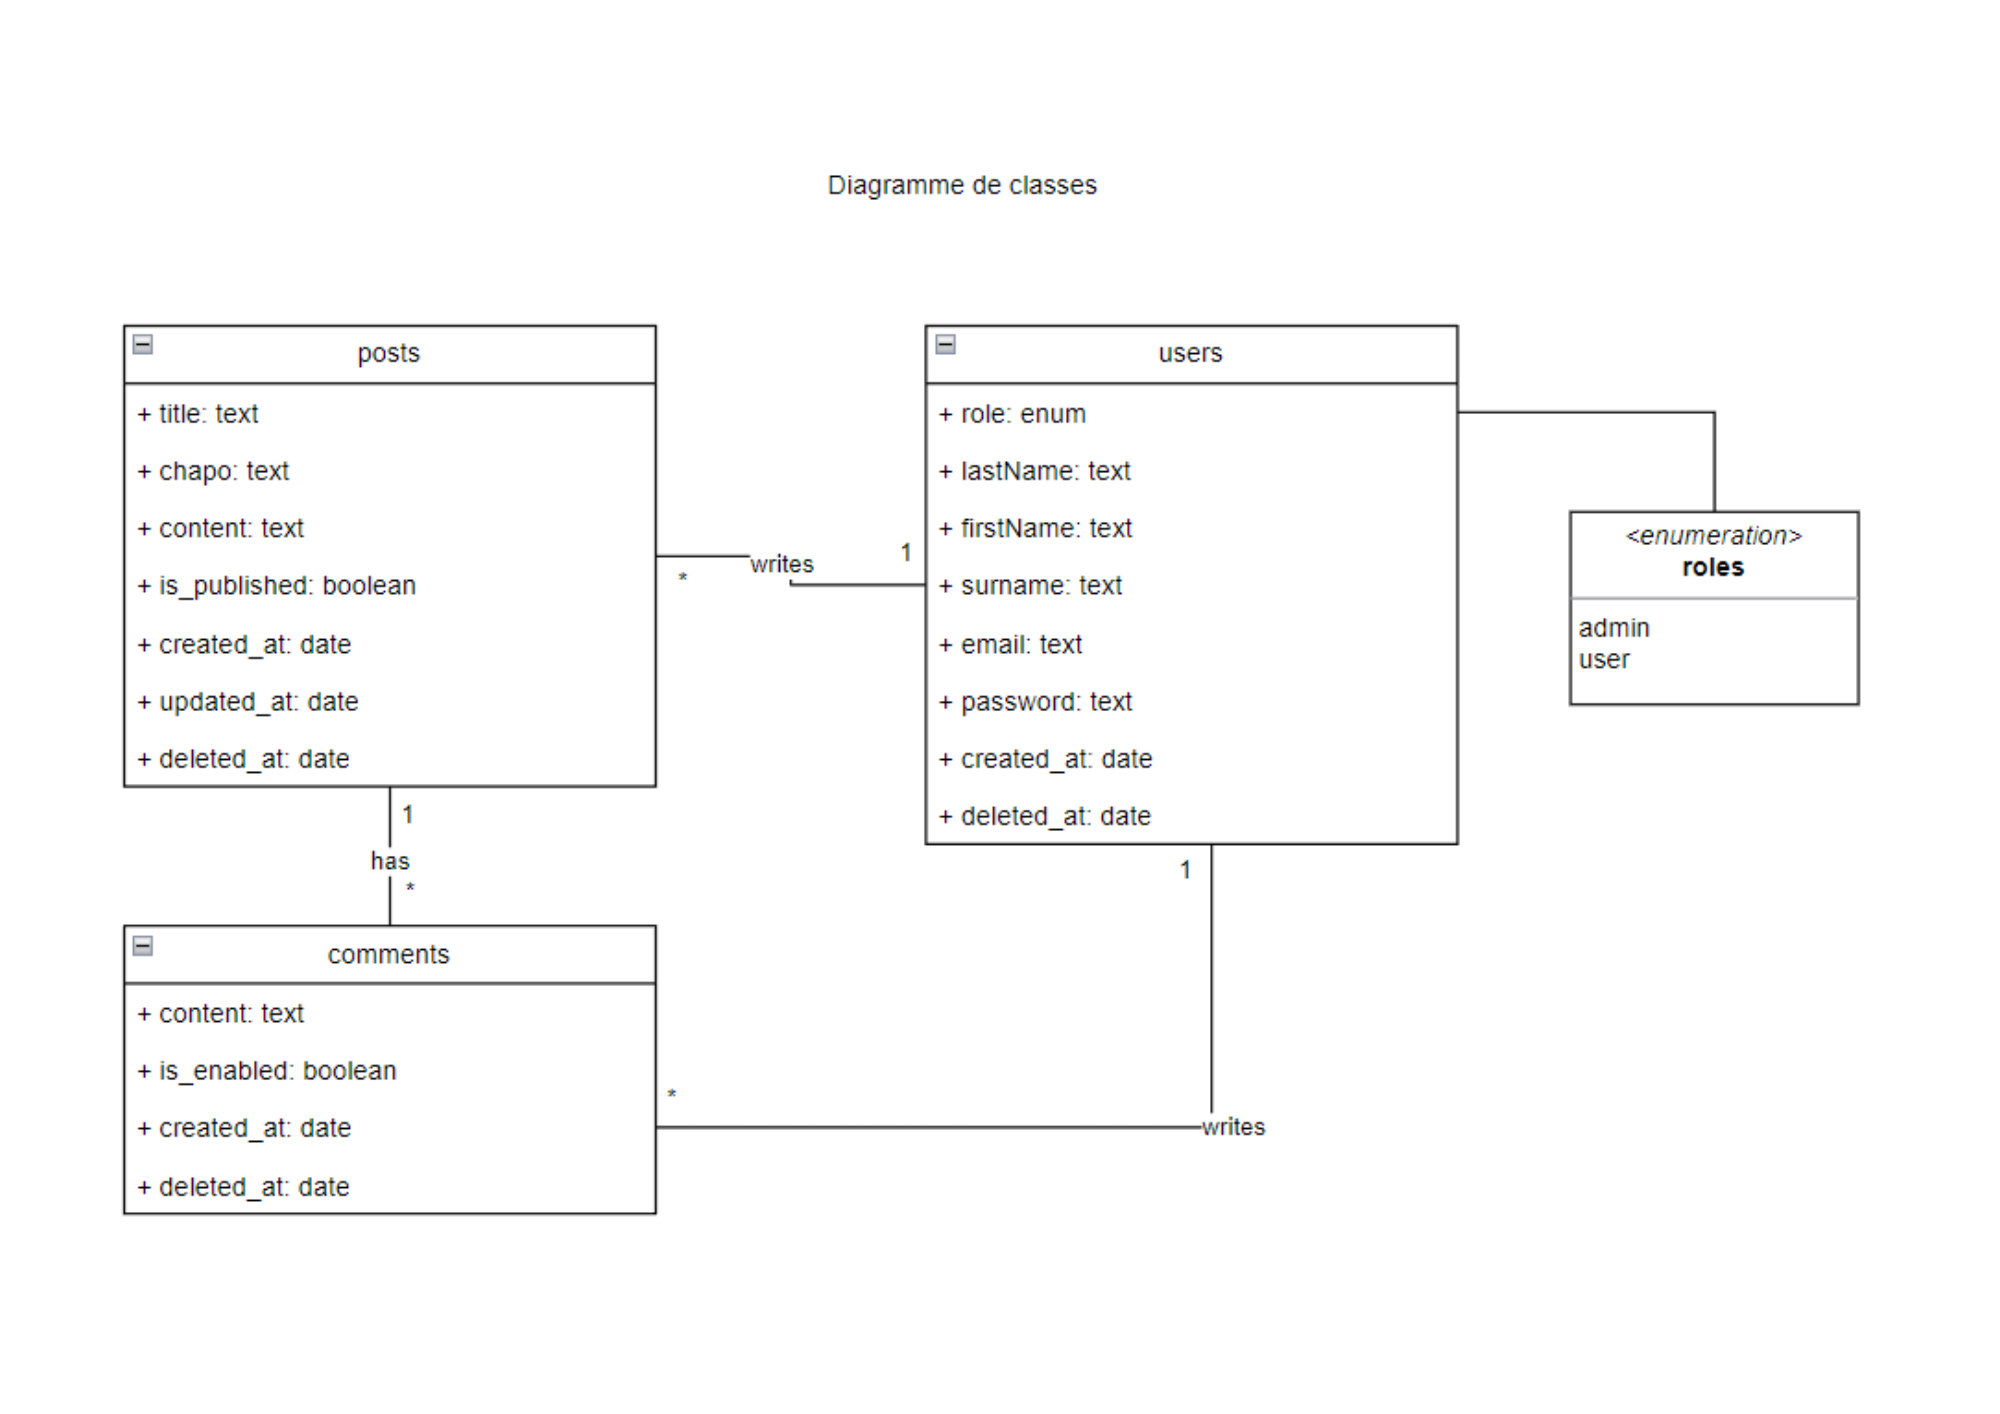 Diagramme de classes
posts
+ title: text
+ chapo: text
+ content: text
+ is_published: boolean
+ created_at: date
+ updated_at: date
+ deleted_at: date
*
writes
1
users
+ role: enum
+ lastName: text
+ firstName: text
+ surname: text
+ email: text
+ password: text
+ created_at: date
+ deleted_at: date
<enumeration>
roles
admin
user
1
has
*
comments
+ content: text
+ is_enabled: boolean
+ created_at: date
+ deleted_at: date
*
1
writes